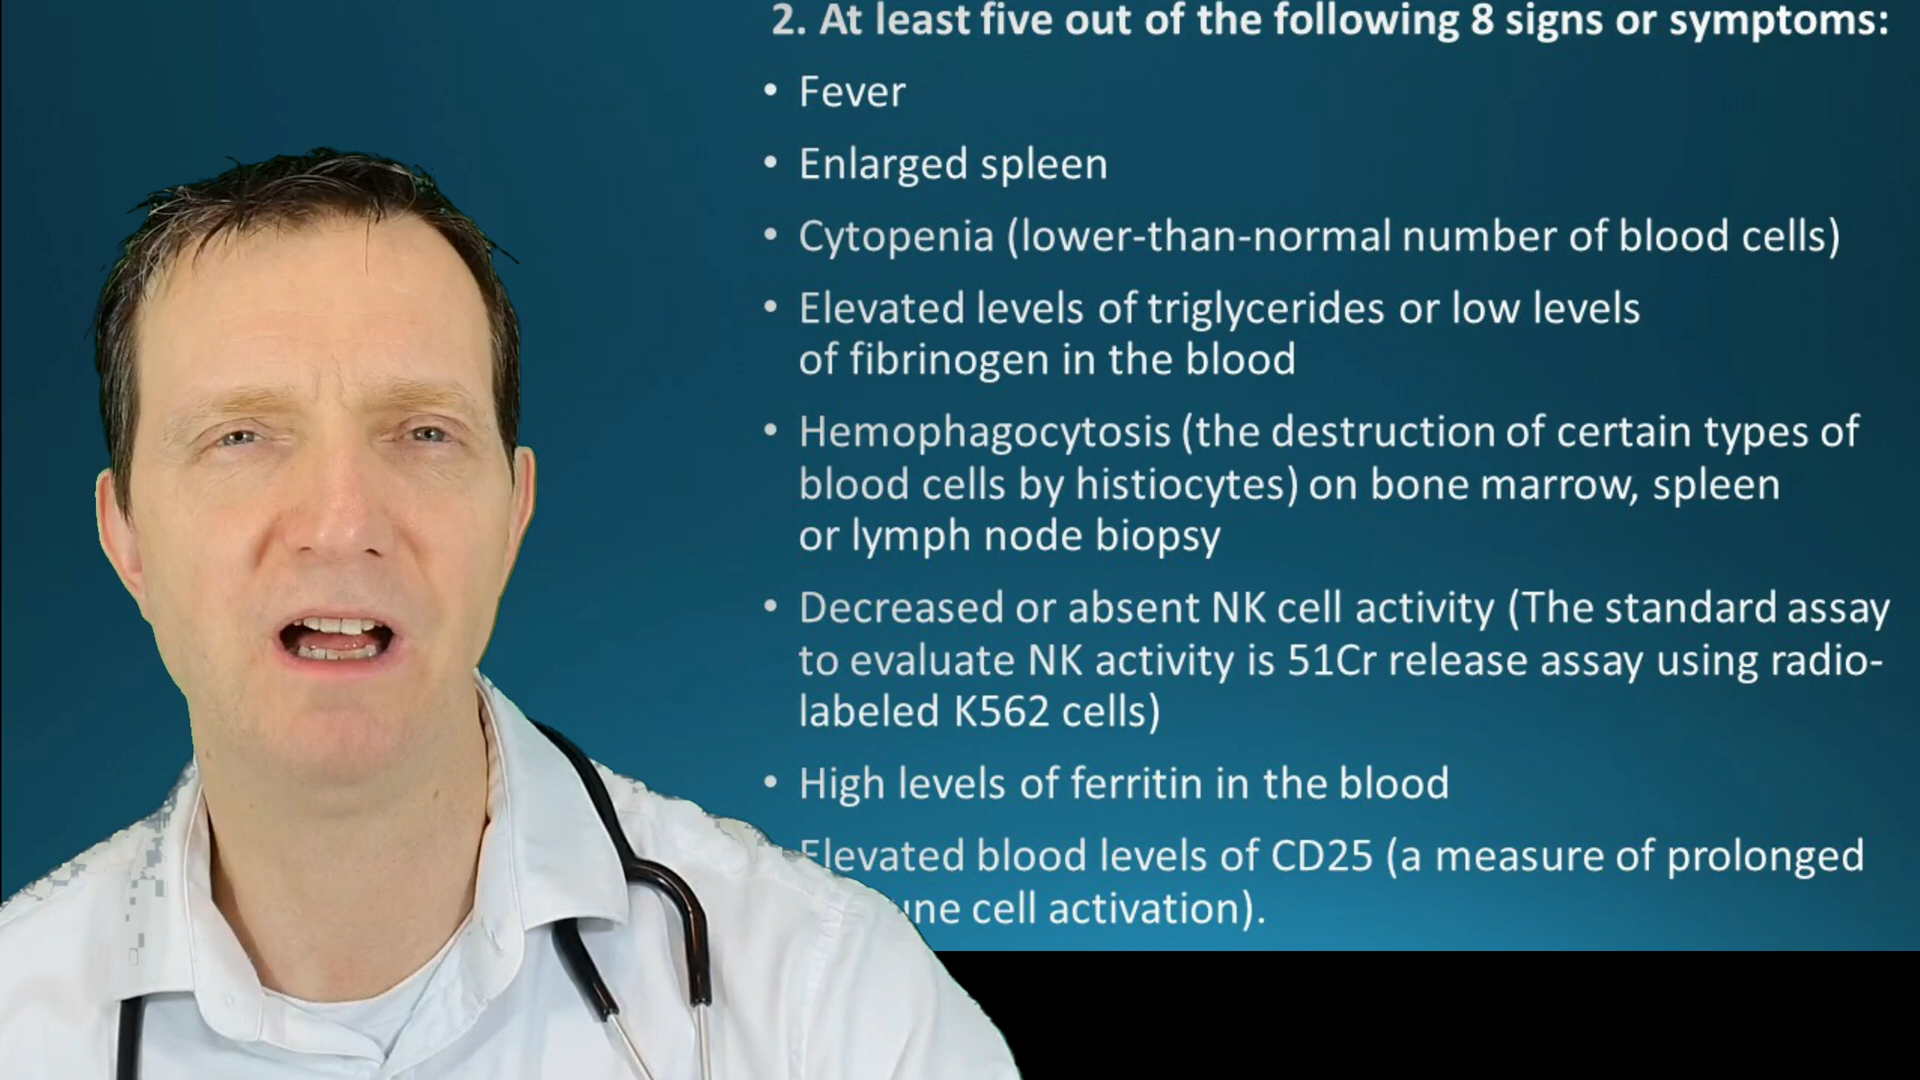 2. At least five out of the following 8 signs or symptoms:
• Fever
• Enlarged spleen
• Cytopenia (lower-than-normal number of blood cells)
• Elevated levels of triglycerides or low levels
of fibrinogen in the blood
• Hemophagocytosis (the destruction of certain types of
blood cells by histiocytes) on bone marrow, spleen
or lymph node biopsy
• Decreased or absent NK cell activity (The standard assay
to evaluate NK activity is 51Cr release assay using radio-
labeled K562 cells)
• High levels of ferritin in the blood
Elevated blood levels of CD25 (a measure of prolonged
cell activation).